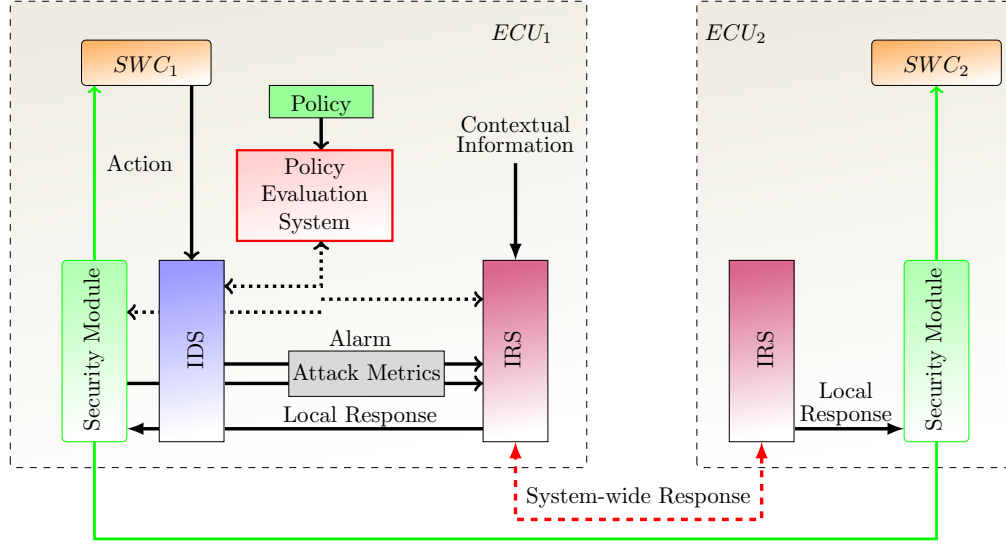 ECU₁
ECU₂
SWC₁
SWC₂
Policy
Contextual
Information
Action
Policy
Evaluation
System
Security Module
IDS
IRS
IRS
Security Module
Alarm
Attack Metrics
Local
Response
Local Response
System-wide Response